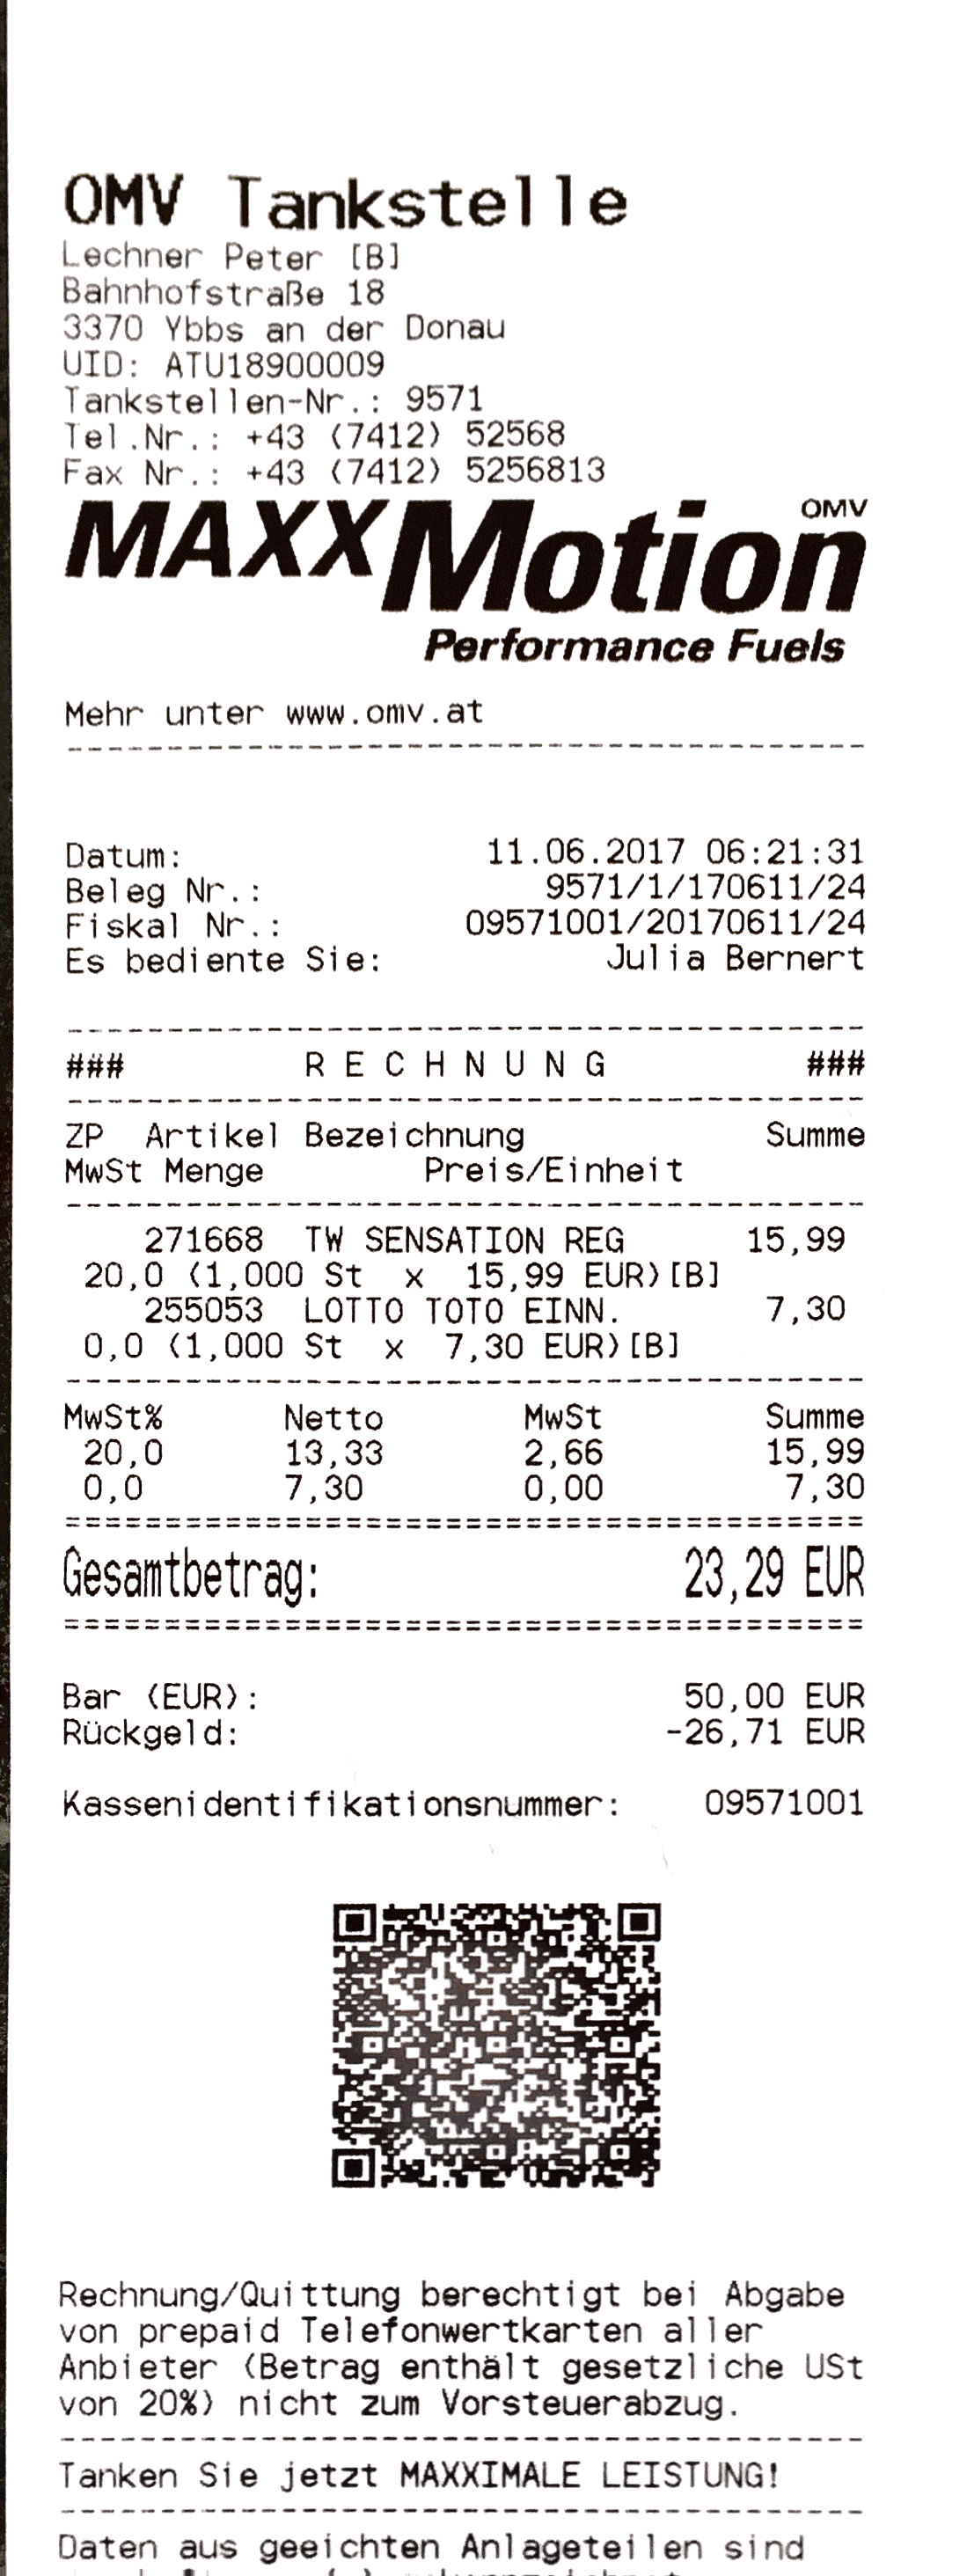 OMV Tankstelle
Lechner Peter [B]
Bahnhofstraße 18
3370 Ybbs an der Donau
UID: ATU18900009
Tankstellen-Nr.: 9571
Tel.Nr.: +43 (7412) 52568
Fax Nr.: +43 (7412) 5256813
OMV
MAXXMotion
Performance Fuels
Mehr unter www.omv.at
----------------------------------------
Datum: 11.06.2017 06:21:31
Beleg Nr.: 9571/1/170611/24
Fiskal Nr.: 09571001/20170611/24
Es bediente Sie: Julia Bernert
----------------------------------------
### R E C H N U N G ###
----------------------------------------
ZP Artikel Bezeichnung Summe
MwSt Menge Preis/Einheit
----------------------------------------
271668 TW SENSATION REG 15,99
20,0 (1,000 St x 15,99 EUR)[B]
255053 LOTTO TOTO EINN. 7,30
0,0 (1,000 St x 7,30 EUR)[B]
----------------------------------------
MwSt% Netto MwSt Summe
20,0 13,33 2,66 15,99
0,0 7,30 0,00 7,30
========================================
Gesamtbetrag: 23,29 EUR
========================================
Bar (EUR): 50,00 EUR
Rückgeld: -26,71 EUR
Kassenidentifikationsnummer: 09571001
Rechnung/Quittung berechtigt bei Abgabe
von prepaid Telefonwertkarten aller
Anbieter (Betrag enthält gesetzliche USt
von 20%) nicht zum Vorsteuerabzug.
----------------------------------------
Tanken Sie jetzt MAXXIMALE LEISTUNG!
----------------------------------------
Daten aus geeichten Anlageteilen sind